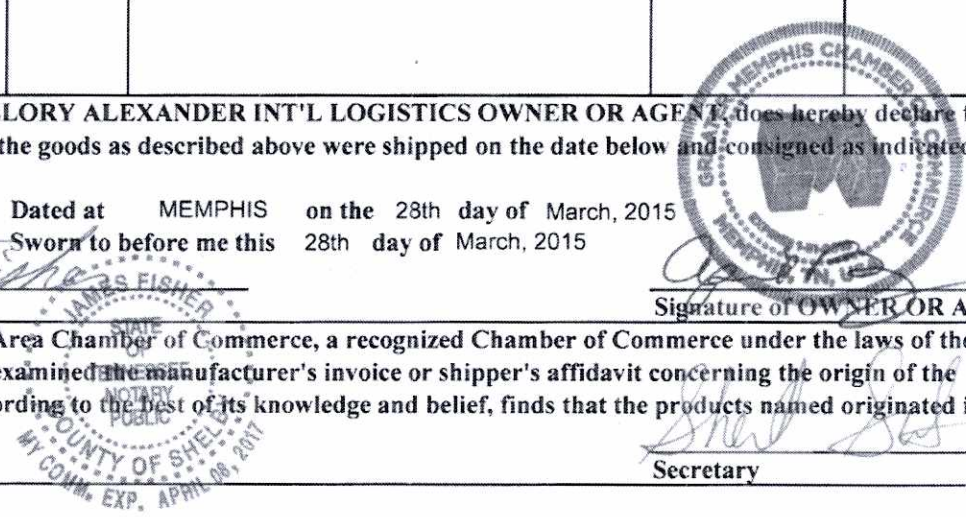 LLORY ALEXANDER INT'L LOGISTICS OWNER OR AGENT, does hereby declare
the goods as described above were shipped on the date below and consigned as indicated
Dated at MEMPHIS on the 28th day of March, 2015
Sworn to before me this 28th day of March, 2015
GREATER MEMPHIS CHAMBER COMMERCE
MEMPHIS, TN, USA
Signature of OWNER OR A
JAMES FISHER
STATE
OF
TENNESSEE
NOTARY
PUBLIC
COUNTY OF SHELBY
MY COMM. EXP. APRIL 08, 2017
Area Chamber of Commerce, a recognized Chamber of Commerce under the laws of the
examined the manufacturer's invoice or shipper's affidavit concerning the origin of the
ording to the best of its knowledge and belief, finds that the products named originated i
Secretary